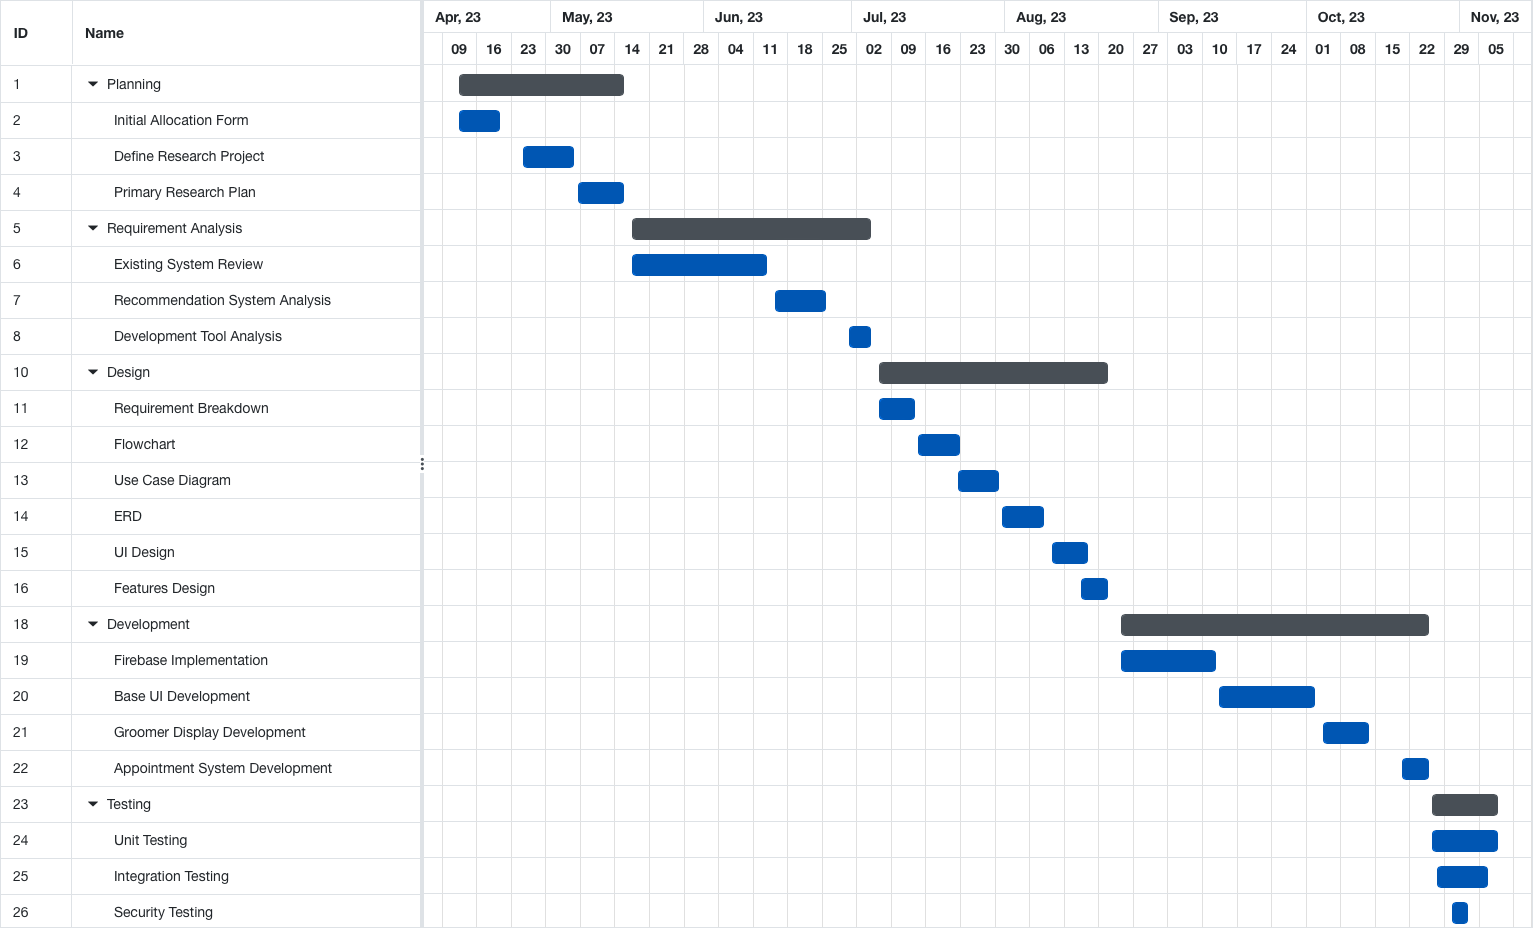 ID Name Apr, 23 May, 23 Jun, 23 Jul, 23 Aug, 23 Sep, 23 Oct, 23 Nov, 23
09 16 23 30 07 14 21 28 04 11 18 25 02 09 16 23 30 06 13 20 27 03 10 17 24 01 08 15 22 29 05
1 Planning
2 Initial Allocation Form
3 Define Research Project
4 Primary Research Plan
5 Requirement Analysis
6 Existing System Review
7 Recommendation System Analysis
8 Development Tool Analysis
10 Design
11 Requirement Breakdown
12 Flowchart
13 Use Case Diagram
14 ERD
15 UI Design
16 Features Design
18 Development
19 Firebase Implementation
20 Base UI Development
21 Groomer Display Development
22 Appointment System Development
23 Testing
24 Unit Testing
25 Integration Testing
26 Security Testing